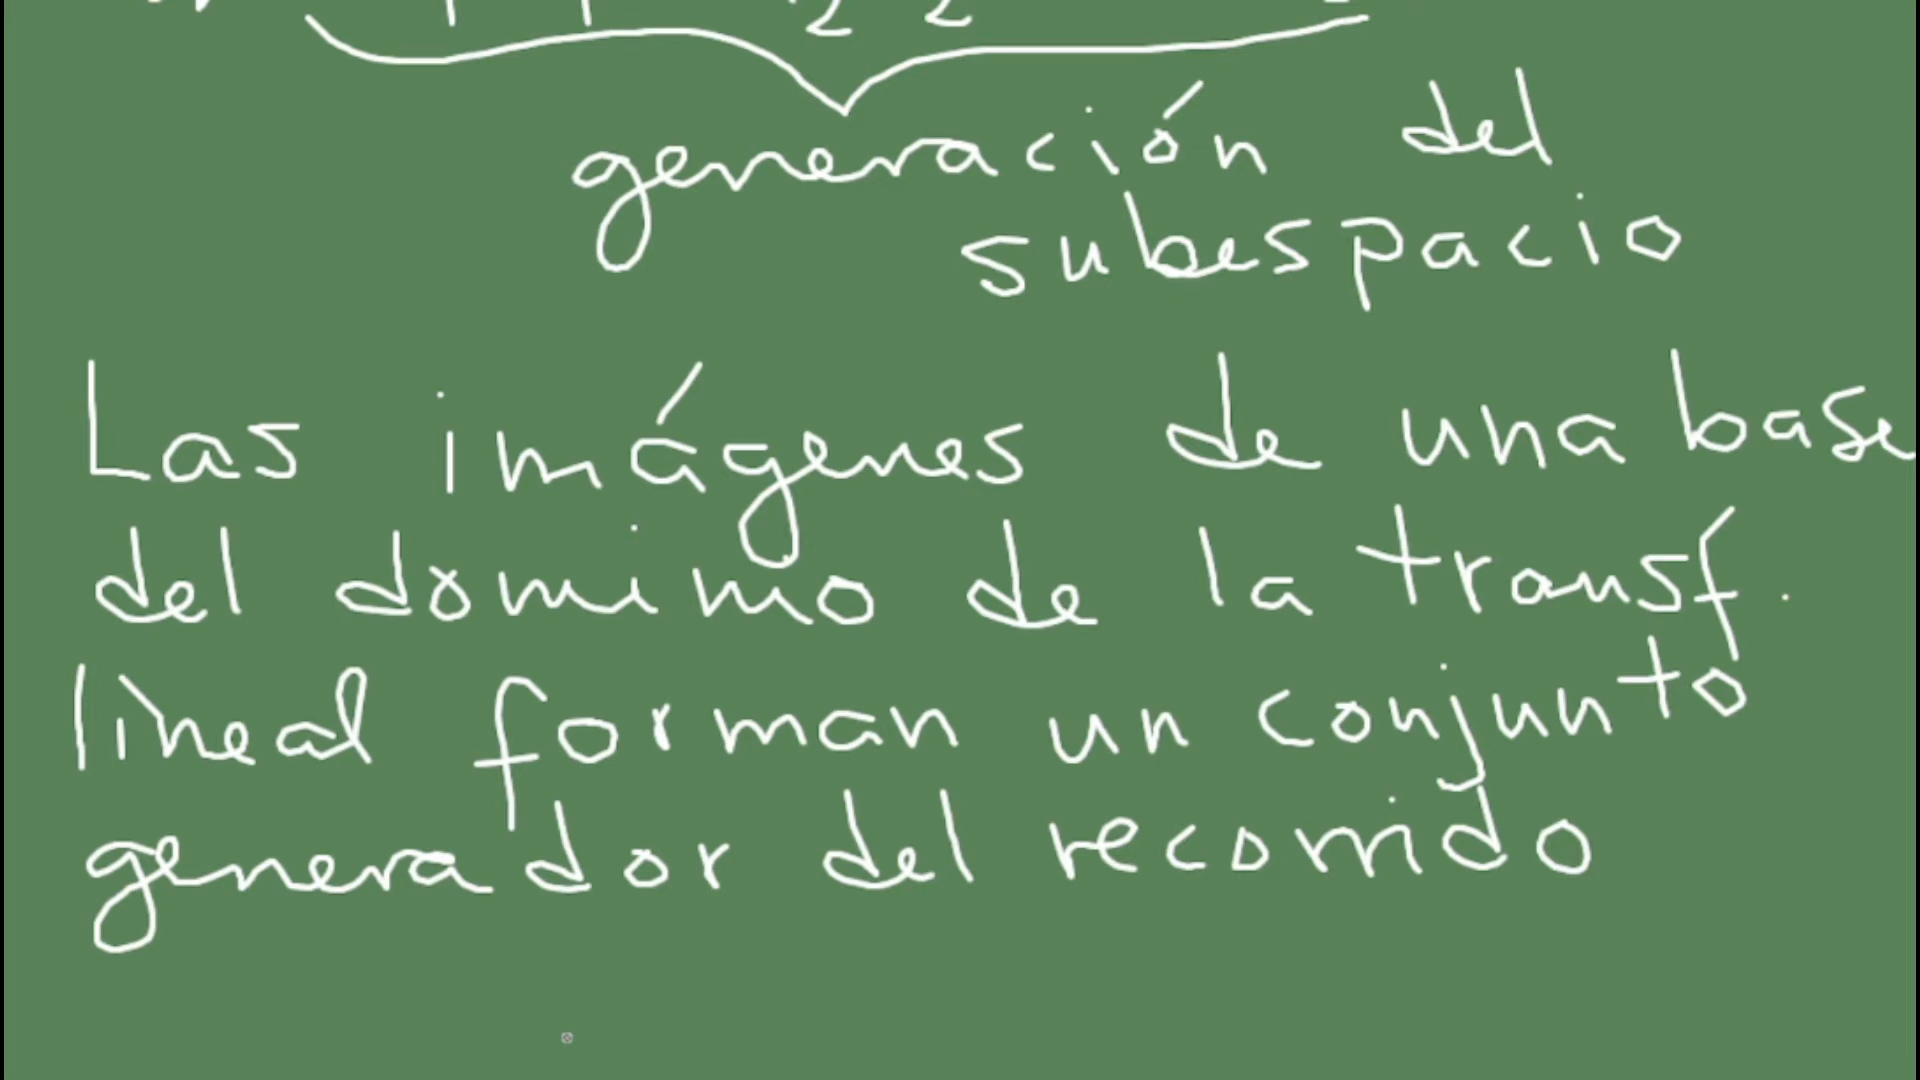 generación del
subespacio
Las imágenes de una base
del dominio de la transf.
lineal forman un conjunto
generador del recorrido